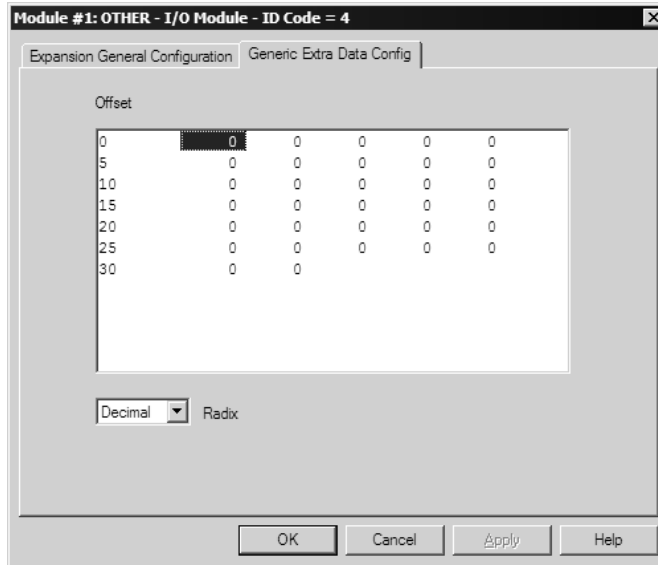 Module #1: OTHER - I/O Module - ID Code = 4
Expansion General Configuration Generic Extra Data Config
Offset
0 0 0 0 0 0
5 0 0 0 0 0
10 0 0 0 0 0
15 0 0 0 0 0
20 0 0 0 0 0
25 0 0 0 0 0
30 0 0
Decimal Radix
OK Cancel Apply Help